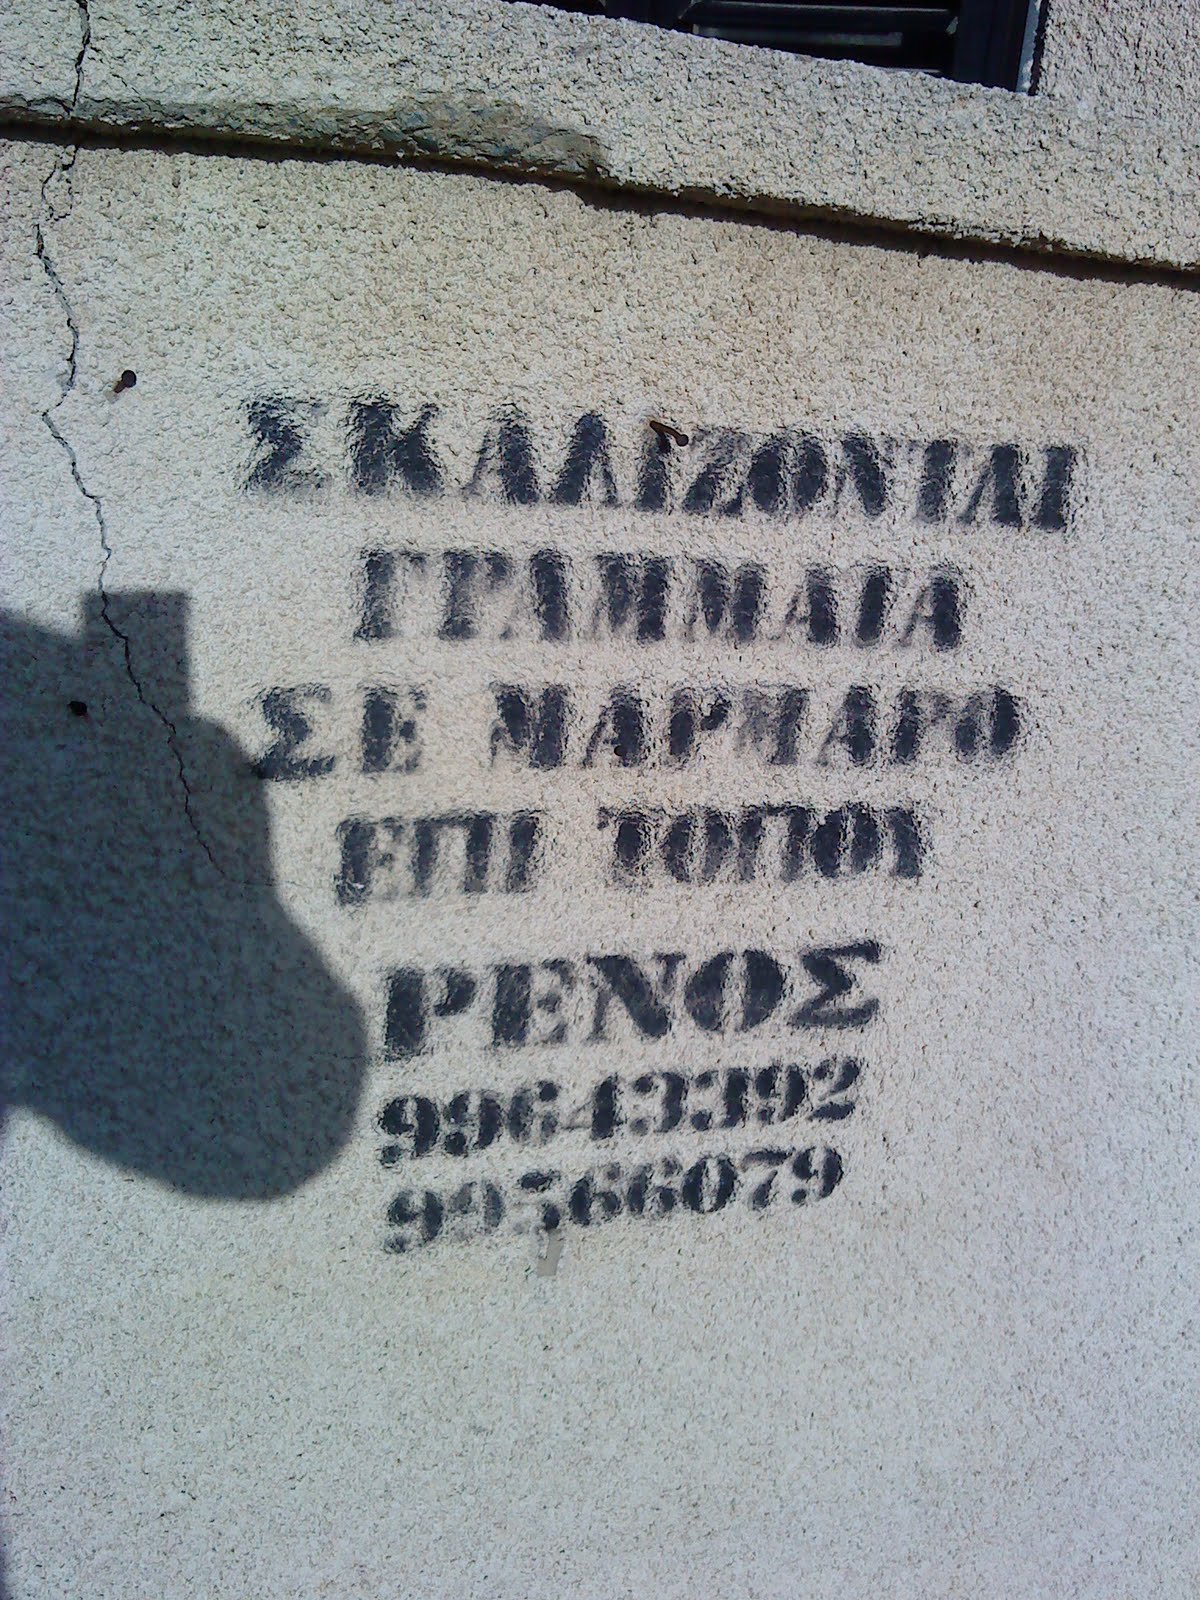 ΣΚΑΛΙΖΟΝΤΑΙ
ΓΡΑΜΜΑΤΑ
ΣΕ ΜΑΡΜΑΡΟ
ΕΠΙ ΤΟΠΟΥ
ΡΕΝΟΣ
99643392
99566079